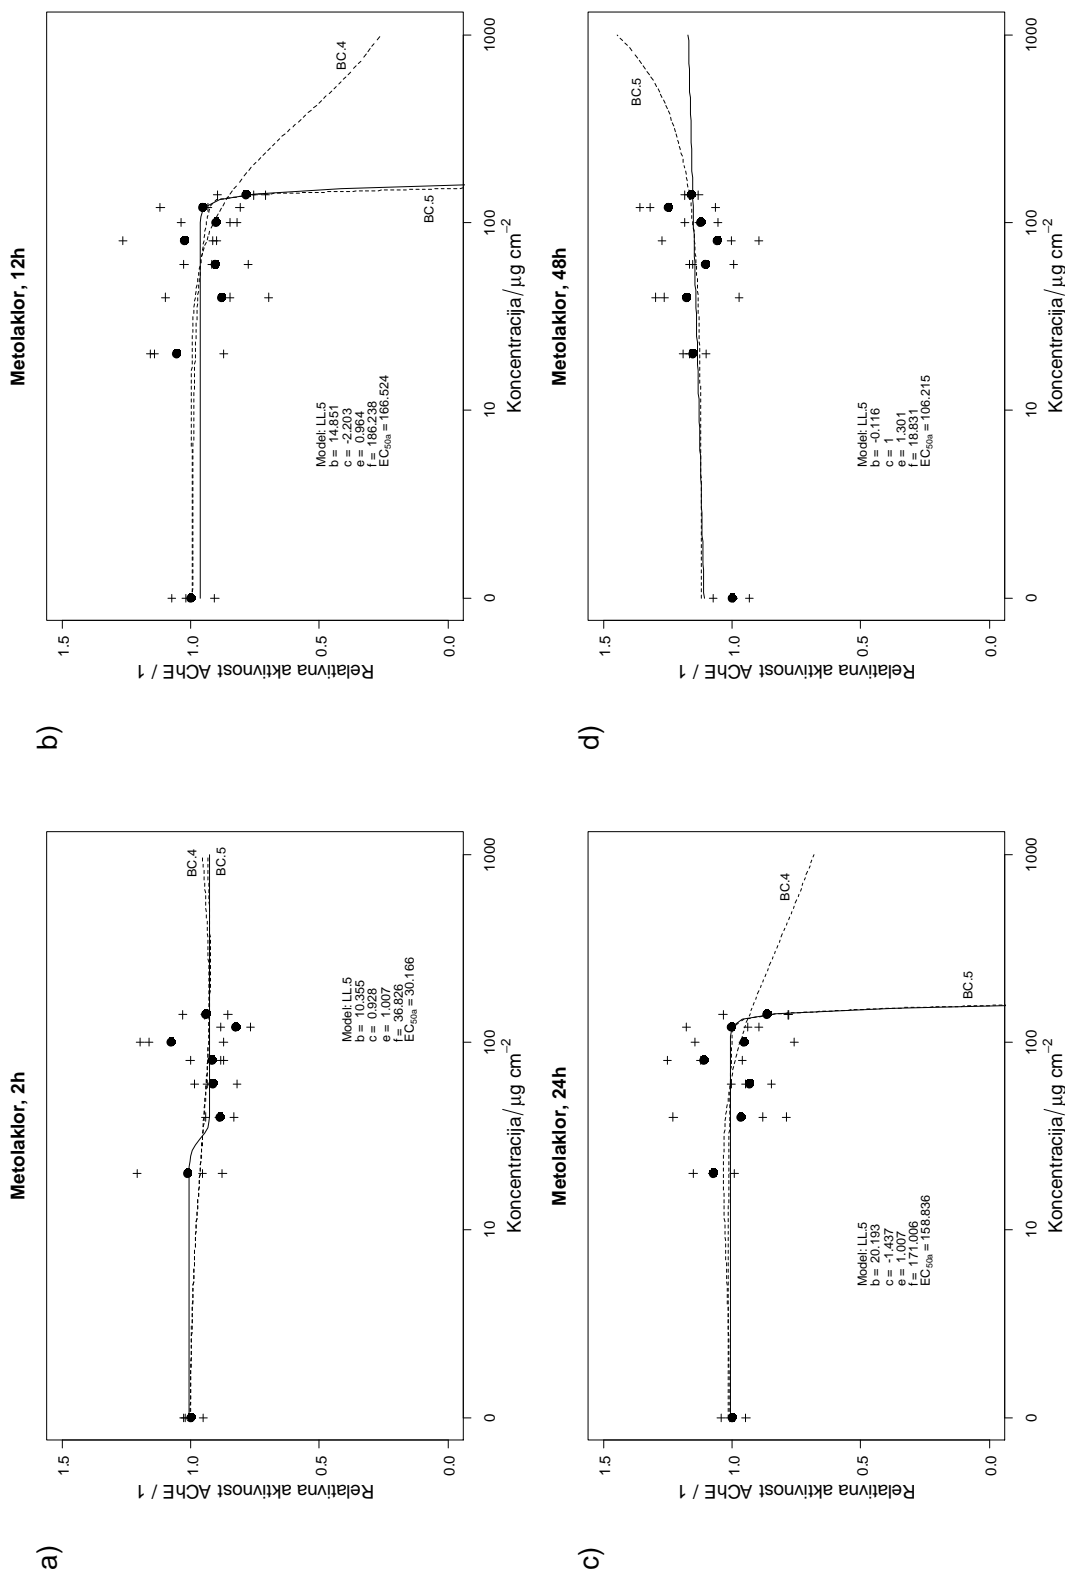 a)
Metolaklor, 2h
1.5
1.0
0.5
0.0
Relativna aktivnost AChE / 1
0
10
100
1000
Koncentracija/μg cm⁻²
BC.4
BC.5
Model: LL.5
b = 10.355
c = 0.928
e = 1.007
f = 36.826
EC50a = 30.166
b)
Metolaklor, 12h
1.5
1.0
0.5
0.0
Relativna aktivnost AChE / 1
0
10
100
1000
Koncentracija/μg cm⁻²
BC.4
BC.5
Model: LL.5
b = 14.851
c = -2.203
e = 0.964
f = 186.238
EC50a = 166.524
c)
Metolaklor, 24h
1.5
1.0
0.5
0.0
Relativna aktivnost AChE / 1
0
10
100
1000
Koncentracija/μg cm⁻²
BC.4
BC.5
Model: LL.5
b = 20.193
c = -1.437
e = 1.007
f = 171.006
EC50a = 158.836
d)
Metolaklor, 48h
1.5
1.0
0.5
0.0
Relativna aktivnost AChE / 1
0
10
100
1000
Koncentracija/μg cm⁻²
BC.5
Model: LL.5
b = -0.116
c = 1
e = 1.301
f = 18.831
EC50a = 106.215